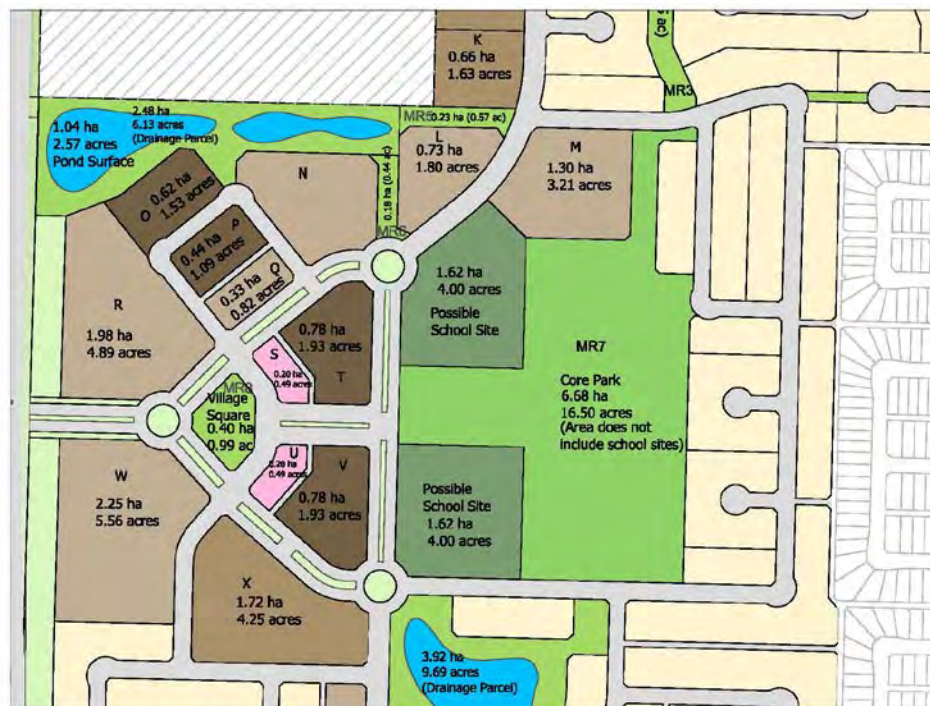 K
0.66 ha
1.63 acres
ac)
MR3
2.48 ha
6.13 acres
(Drainage Parcel)
1.04 ha
2.57 acres
Pond Surface
MR5
0.23 ha (0.57 ac)
L
0.73 ha
1.80 acres
M
1.30 ha
3.21 acres
N
0.18 ha (0.44 ac)
MR6
O
0.62 ha
1.53 acres
P
0.44 ha
1.09 acres
Q
0.33 ha
0.82 acres
R
1.98 ha
4.89 acres
1.62 ha
4.00 acres
Possible
School Site
0.78 ha
1.93 acres
T
S
0.20 ha
0.49 acres
MR7
Core Park
6.68 ha
16.50 acres
(Area does not
include school sites)
Village
Square
0.40 ha
0.99 ac
U
0.20 ha
0.49 acres
V
0.78 ha
1.93 acres
W
2.25 ha
5.56 acres
Possible
School Site
1.62 ha
4.00 acres
X
1.72 ha
4.25 acres
3.92 ha
9.69 acres
(Drainage Parcel)